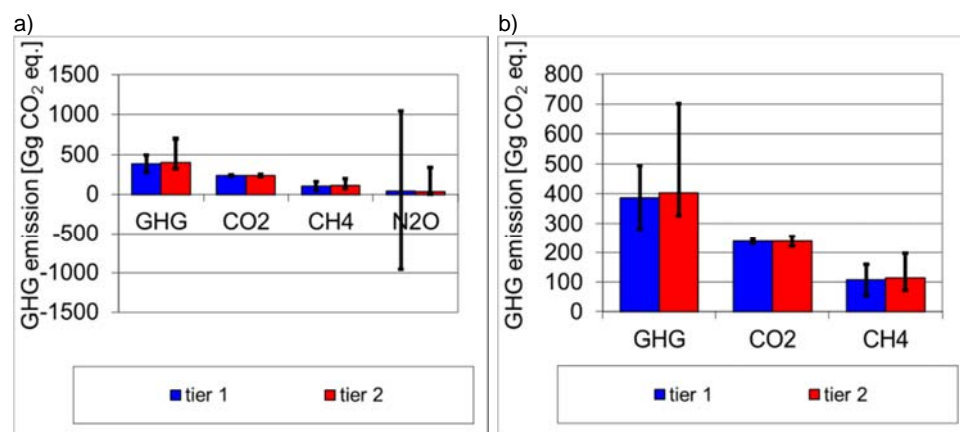 a)
GHG emission [Gg CO₂ eq.]
1500
1000
500
0
-500
-1000
-1500
GHG CO2 CH4 N2O
tier 1 tier 2
b)
GHG emission [Gg CO₂ eq.]
800
700
600
500
400
300
200
100
0
GHG CO2 CH4
tier 1 tier 2